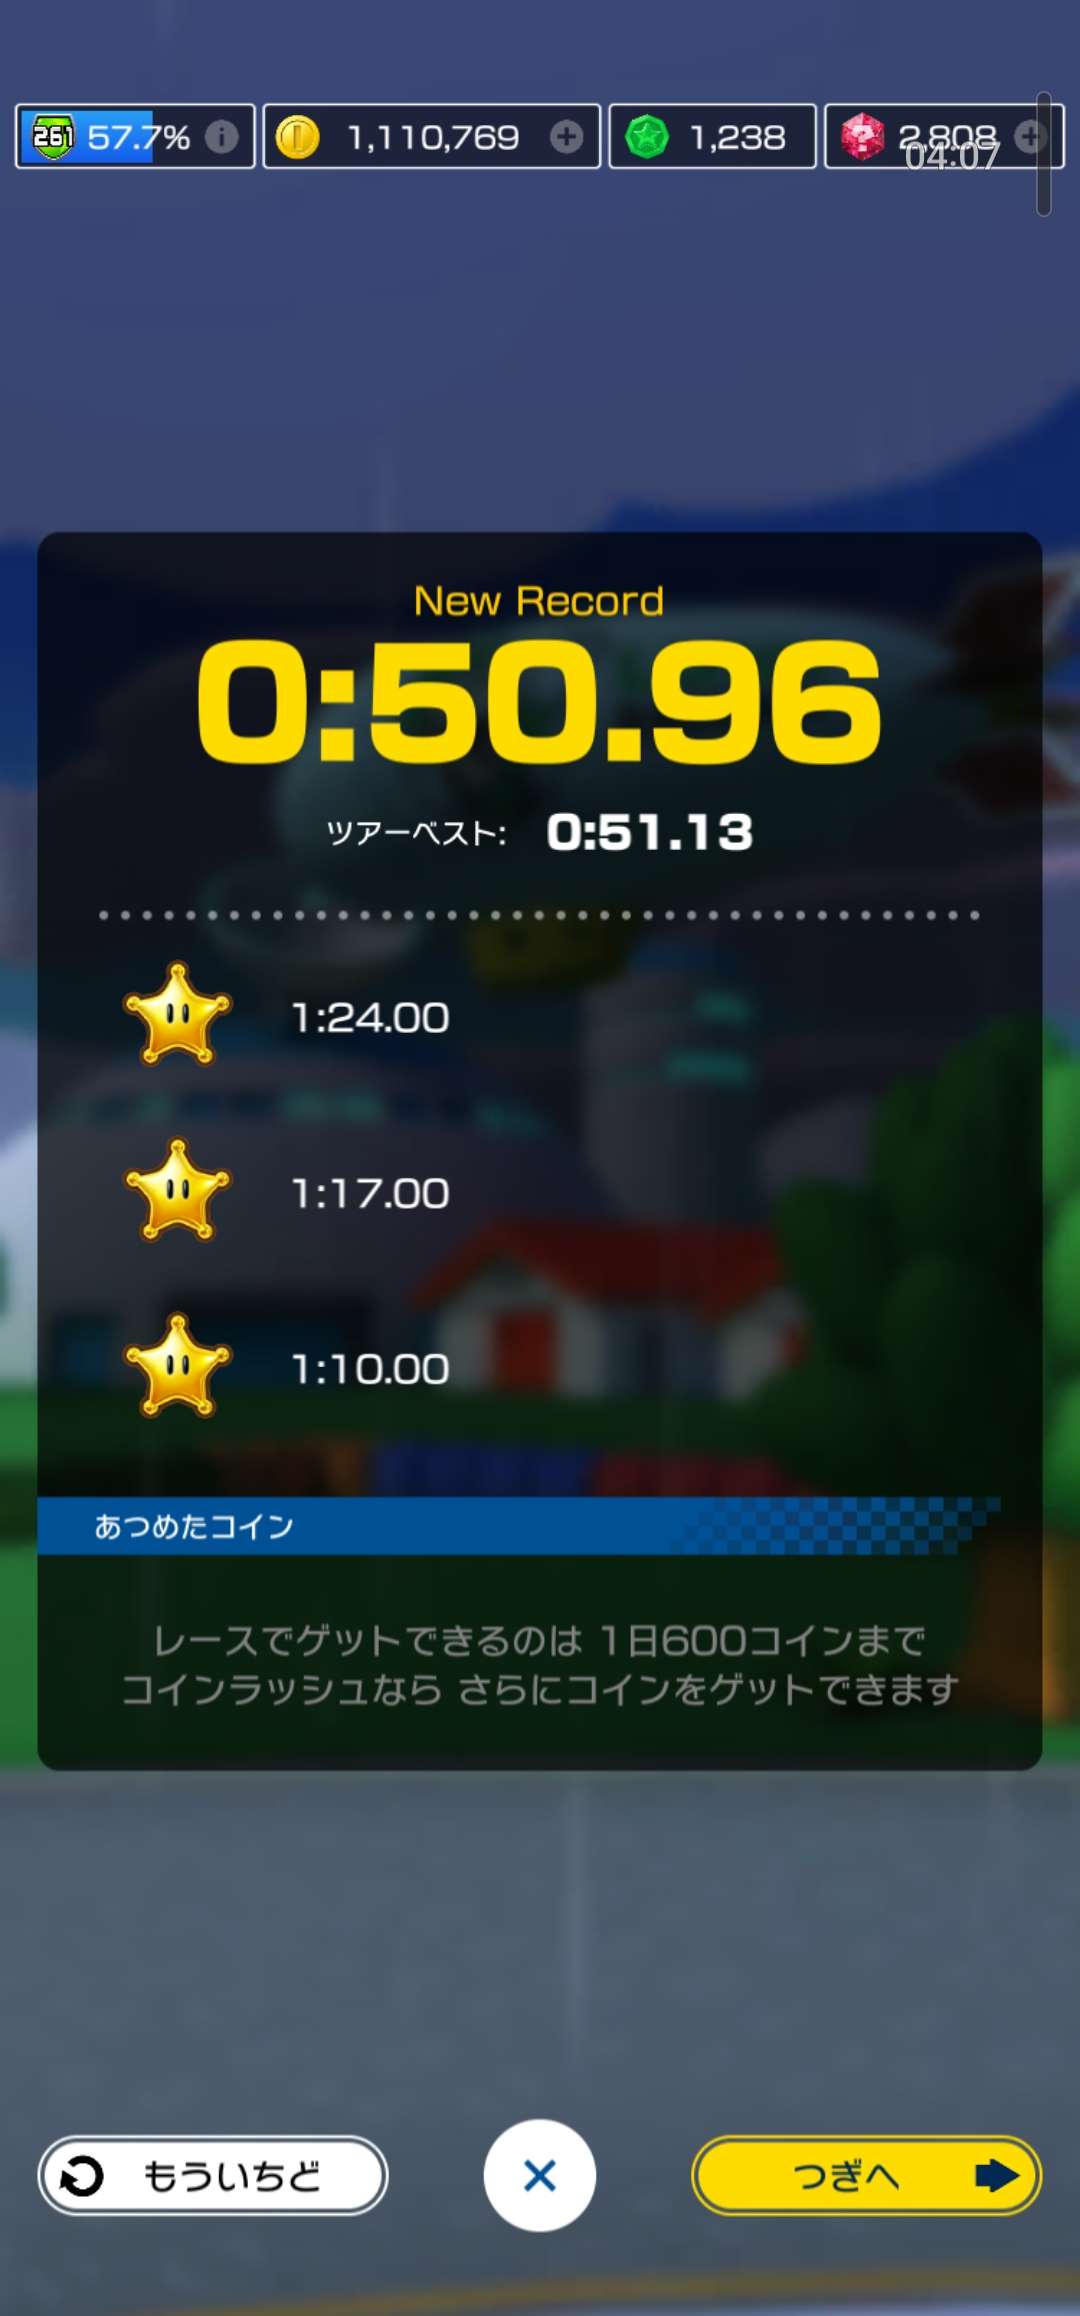 261 57.7% 1,110,769 1,238 2,808
04:07
New Record
0:50.96
ツアーベスト: 0:51.13
1:24.00
1:17.00
1:10.00
あつめたコイン
レースでゲットできるのは 1日600コインまで
コインラッシュなら さらにコインをゲットできます
もういちど つぎへ